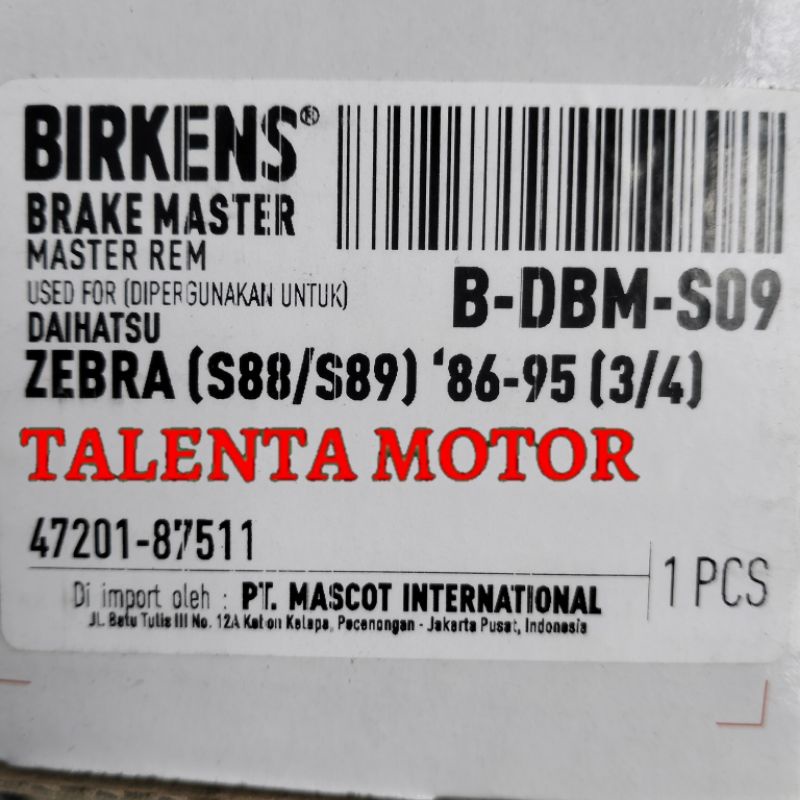 BIRKENS®
BRAKE MASTER
MASTER REM
USED FOR (DIPERGUNAKAN UNTUK)
B-DBM-S09
DAIHATSU
ZEBRA (S88/S89) '86-95 (3/4)
TALENTA MOTOR
47201-87511
1 PCS
Di import oleh : PT. MASCOT INTERNATIONAL
JL. Batu Tulis III No. 12A Kebon Kelapa, Pecenongan - Jakarta Pusat, Indonesia